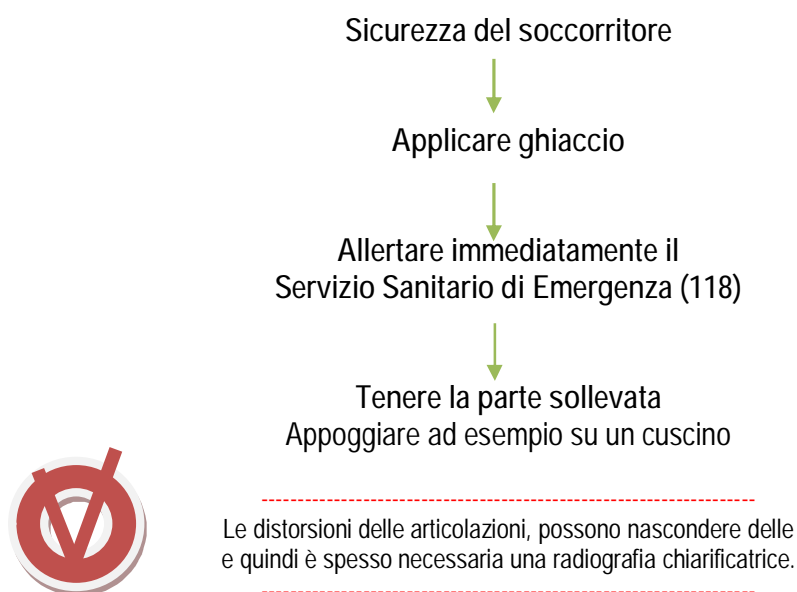 Sicurezza del soccorritore
Applicare ghiaccio
Allertare immediatamente il
Servizio Sanitario di Emergenza (118)
Tenere la parte sollevata
Appoggiare ad esempio su un cuscino
Le distorsioni delle articolazioni, possono nascondere delle
e quindi è spesso necessaria una radiografia chiarificatrice.